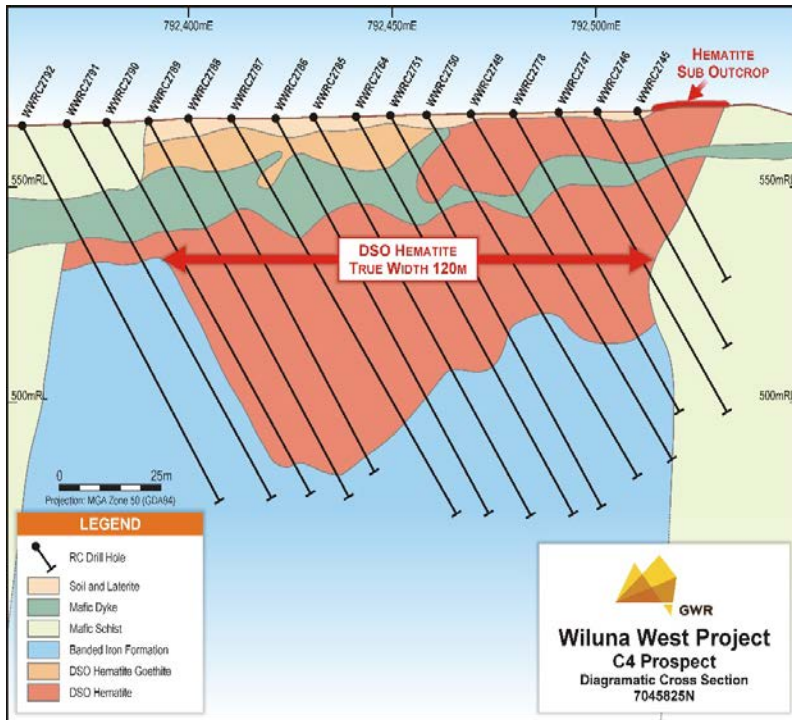 792,400mE
792,450mE
792,500mE
WWRC2792
WWRC2791
WWRC2790
WWRC2789
WWRC2788
WWRC2787
WWRC2786
WWRC2785
WWRC2784
WWRC2751
WWRC2750
WWRC2749
WWRC2778
WWRC2747
WWRC2746
WWRC2745
HEMATITE
SUB OUTCROP
550mRL
550mRL
DSO HEMATITE
TRUE WIDTH 120M
500mRL
500mRL
0
25m
Projection: MGA Zone 50 (GDA94)
LEGEND
RC Drill Hole
Soil and Laterite
Mafic Dyke
Mafic Schist
Banded Iron Formation
DSO Hematite Goethite
DSO Hematite
GWR
Wiluna West Project
C4 Prospect
Diagramatic Cross Section
7045825N